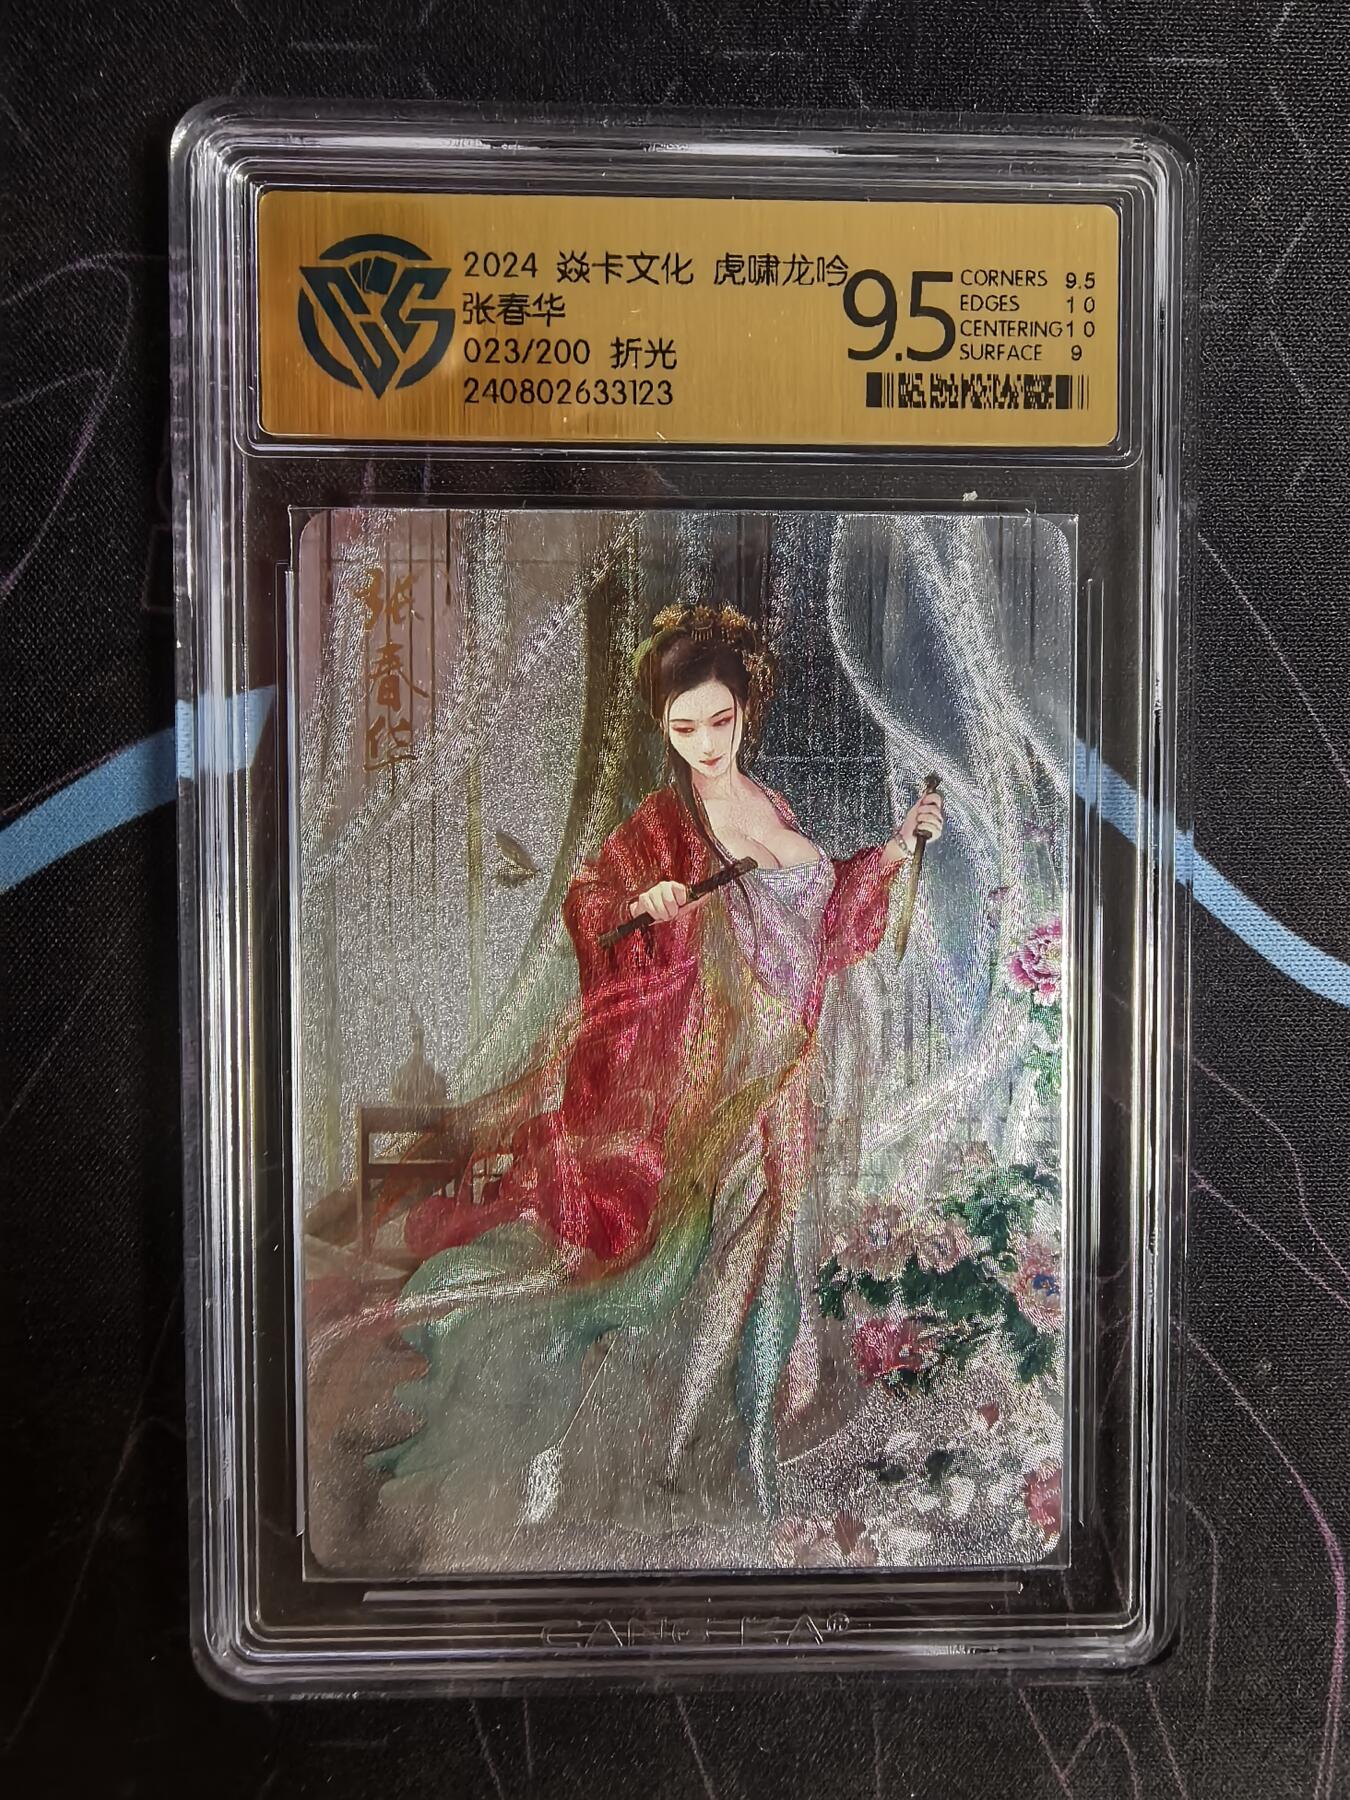 2024 焱卡文化 虎啸龙吟
张春华
023/200 折光
240802633123
9.5
CORNERS 9.5
EDGES 10
CENTERING 10
SURFACE 9
张春华